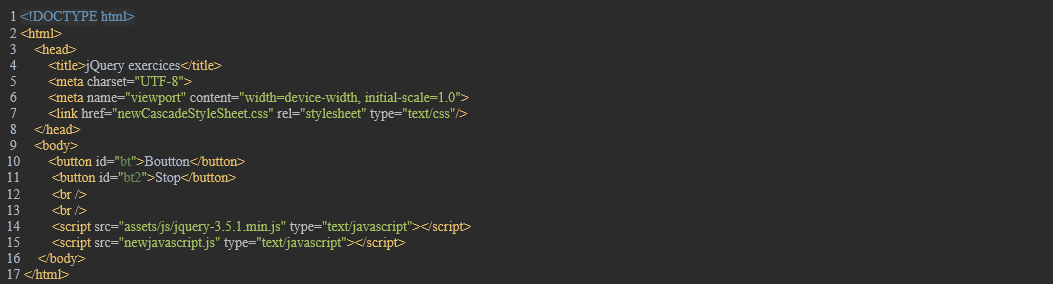 1 <!DOCTYPE html>
2 <html>
3 <head>
4 <title>jQuery exercices</title>
5 <meta charset="UTF-8">
6 <meta name="viewport" content="width=device-width, initial-scale=1.0">
7 <link href="newCascadeStyleSheet.css" rel="stylesheet" type="text/css"/>
8 </head>
9 <body>
10 <button id="bt">Boutton</button>
11 <button id="bt2">Stop</button>
12 <br />
13 <br />
14 <script src="assets/js/jquery-3.5.1.min.js" type="text/javascript"></script>
15 <script src="newjavascript.js" type="text/javascript"></script>
16 </body>
17 </html>